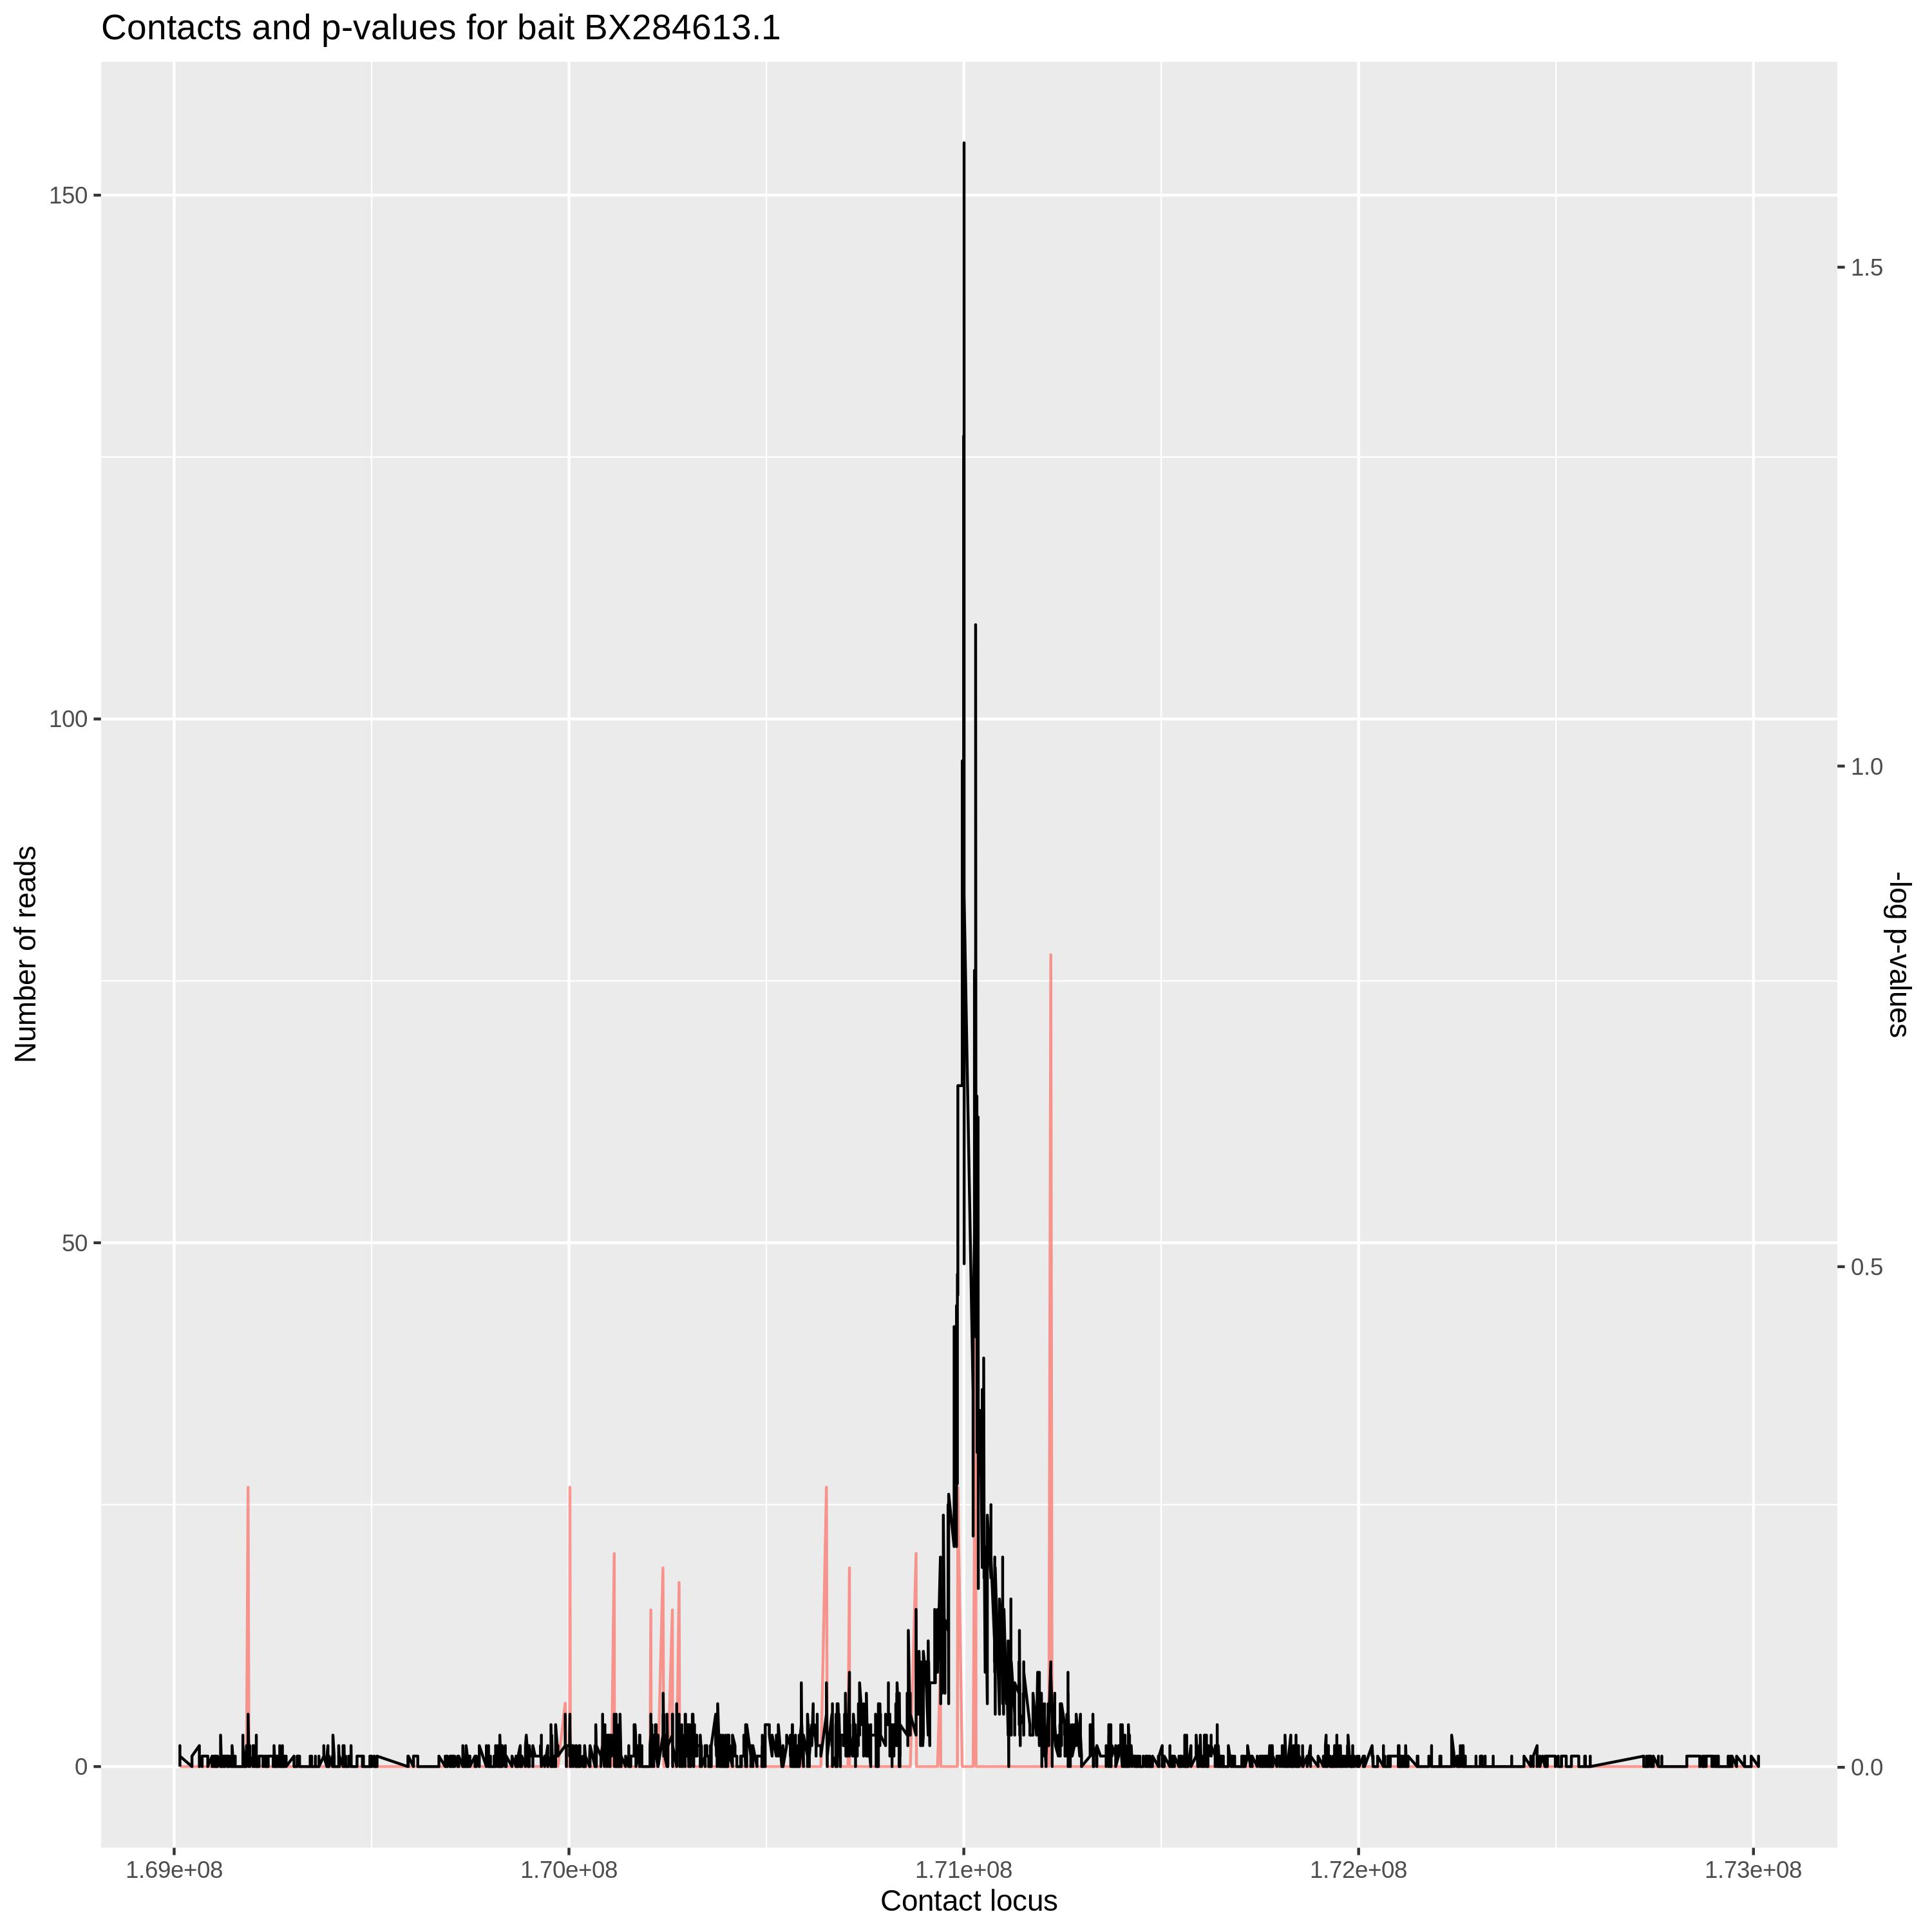 Contacts and p-values for bait BX284613.1
150
100
50
0
Number of reads
1.5
1.0
0.5
0.0
-log p-values
1.69e+08
1.70e+08
1.71e+08
1.72e+08
1.73e+08
Contact locus